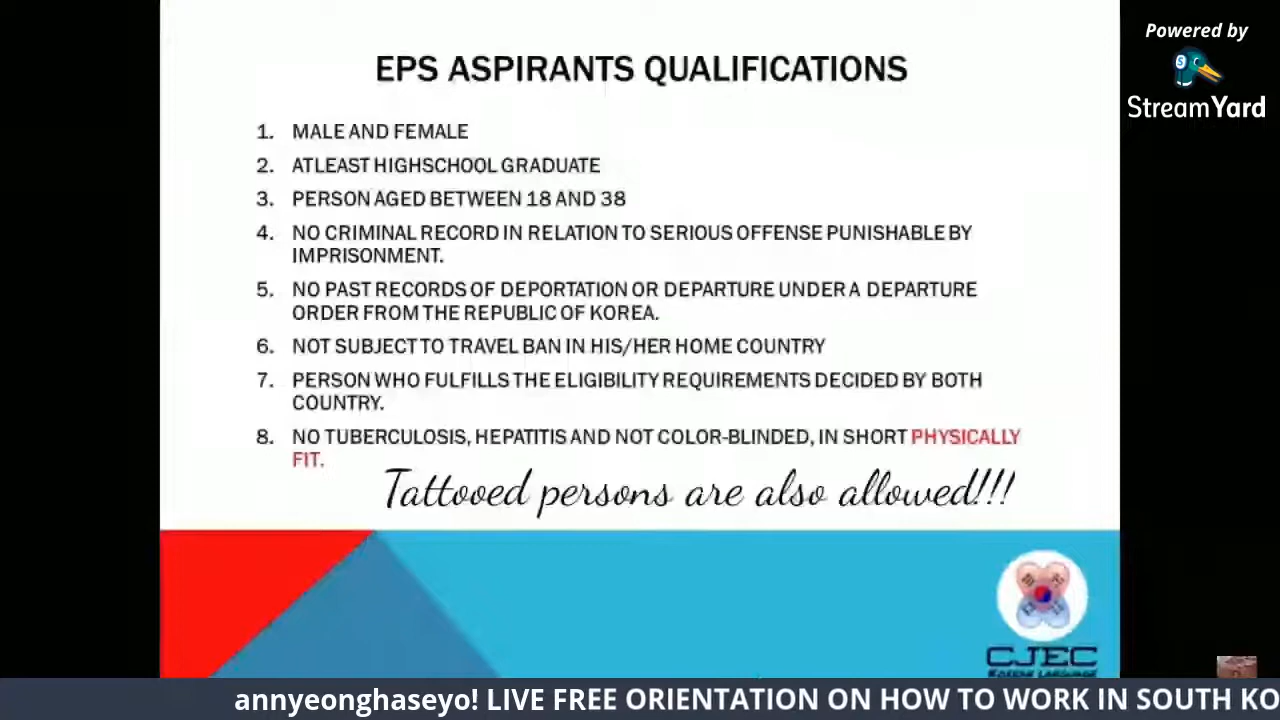 Powered by
StreamYard
EPS ASPIRANTS QUALIFICATIONS
1. MALE AND FEMALE
2. ATLEAST HIGHSCHOOL GRADUATE
3. PERSON AGED BETWEEN 18 AND 38
4. NO CRIMINAL RECORD IN RELATION TO SERIOUS OFFENSE PUNISHABLE BY
IMPRISONMENT.
5. NO PAST RECORDS OF DEPORTATION OR DEPARTURE UNDER A DEPARTURE
ORDER FROM THE REPUBLIC OF KOREA.
6. NOT SUBJECT TO TRAVEL BAN IN HIS/HER HOME COUNTRY
7. PERSON WHO FULFILLS THE ELIGIBILITY REQUIREMENTS DECIDED BY BOTH
COUNTRY.
8. NO TUBERCULOSIS, HEPATITIS AND NOT COLOR-BLINDED, IN SHORT PHYSICALLY
FIT.
Tattooed persons are also allowed!!!
CJEC
KOREAN LANGUAGE
annyeonghaseyo! LIVE FREE ORIENTATION ON HOW TO WORK IN SOUTH KO